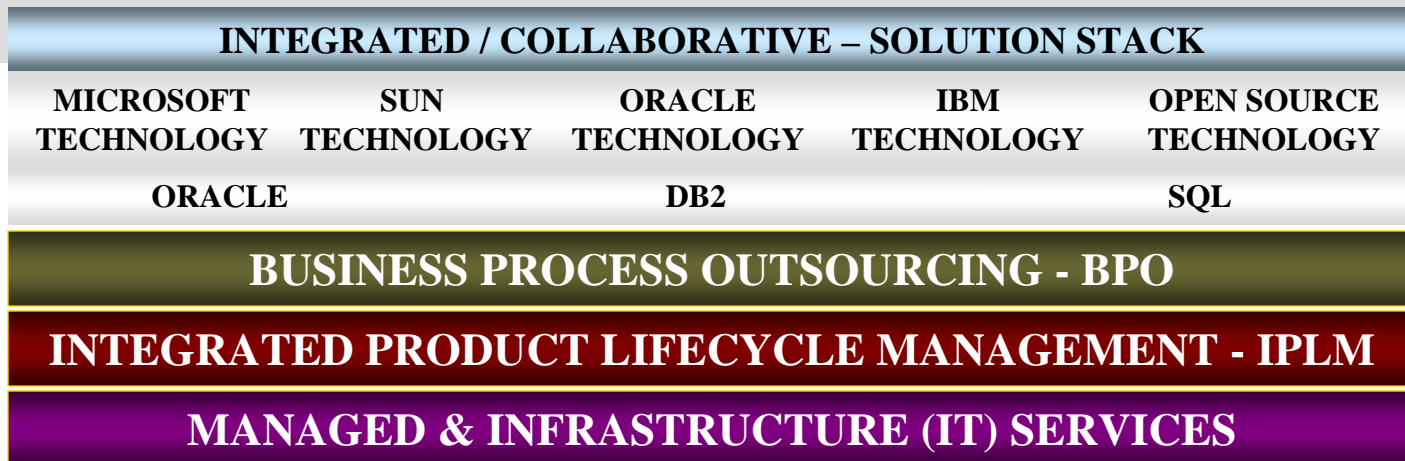 INTEGRATED / COLLABORATIVE – SOLUTION STACK
MICROSOFT SUN ORACLE IBM OPEN SOURCE
TECHNOLOGY TECHNOLOGY TECHNOLOGY TECHNOLOGY TECHNOLOGY
ORACLE DB2 SQL
BUSINESS PROCESS OUTSOURCING - BPO
INTEGRATED PRODUCT LIFECYCLE MANAGEMENT - IPLM
MANAGED & INFRASTRUCTURE (IT) SERVICES